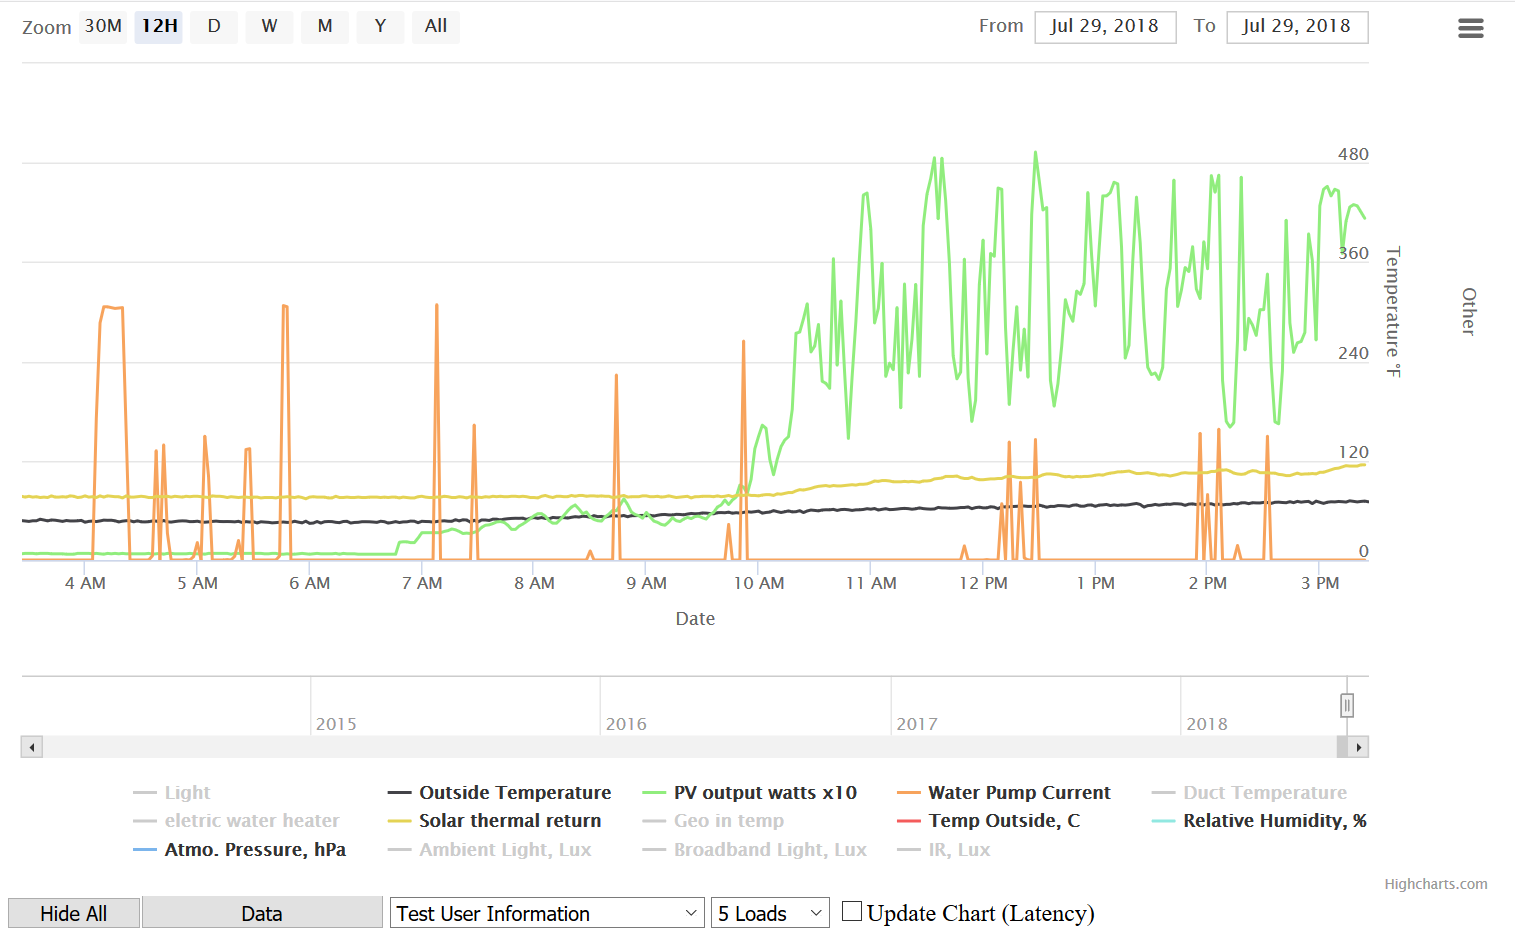 Zoom 30M 12H D W M Y All From Jul 29, 2018 To Jul 29, 2018
480
360
240
120
0
Temperature °F
Other
4 AM 5 AM 6 AM 7 AM 8 AM 9 AM 10 AM 11 AM 12 PM 1 PM 2 PM 3 PM
Date
2015 2016 2017 2018
Light Outside Temperature PV output watts x10 Water Pump Current Duct Temperature
eletric water heater Solar thermal return Geo in temp Temp Outside, C Relative Humidity, %
Atmo. Pressure, hPa Ambient Light, Lux Broadband Light, Lux IR, Lux
Highcharts.com
Hide All Data Test User Information 5 Loads Update Chart (Latency)